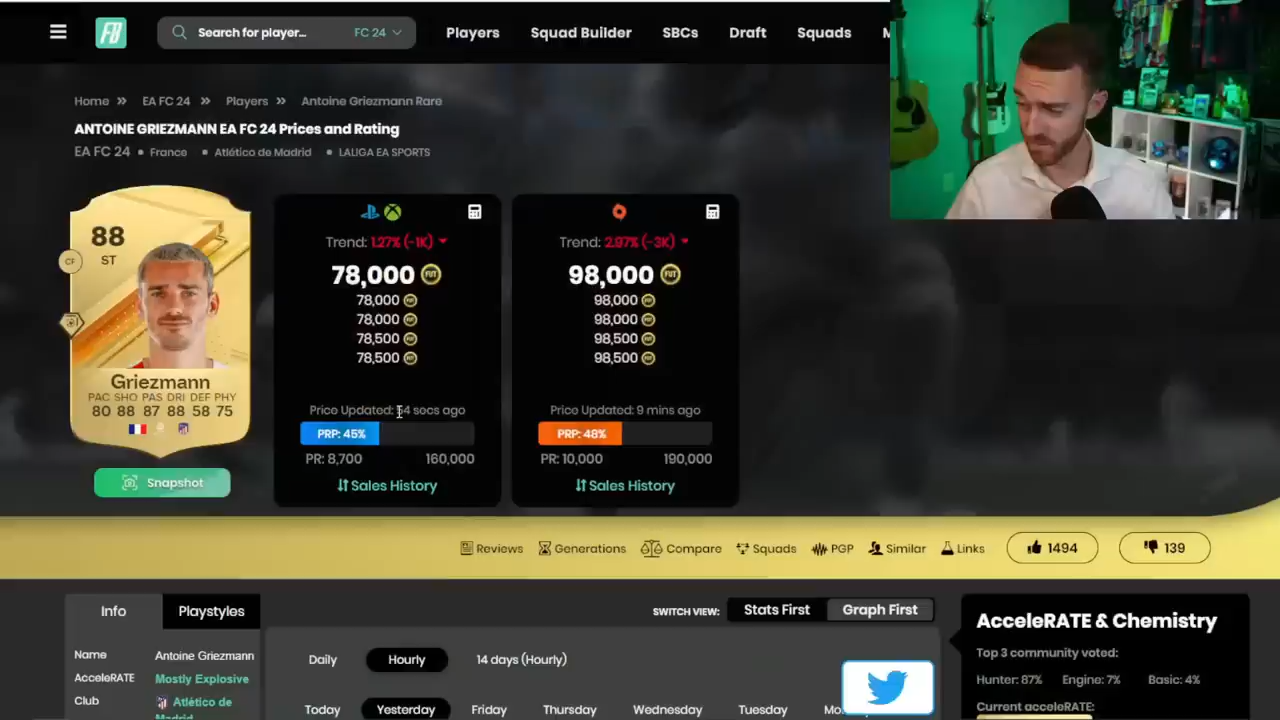 FB
Search for player...
FC 24
Players
Squad Builder
SBCs
Draft
Squads
M
Home » EA FC 24 » Players » Antoine Griezmann Rare
ANTOINE GRIEZMANN EA FC 24 Prices and Rating
EA FC 24 ▪ France ▪ Atlético de Madrid ▪ LALIGA EA SPORTS
88
ST
CF
Griezmann
PAC SHO PAS DRI DEF PHY
80 88 87 88 58 75
Snapshot
Trend: 1.27% (-1K)
78,000
78,000
78,000
78,500
78,500
Price Updated: 54 secs ago
PRP: 45%
PR: 8,700 160,000
Sales History
Trend: 2.97% (-3K)
98,000
98,000
98,000
98,500
98,500
Price Updated: 9 mins ago
PRP: 48%
PR: 10,000 190,000
Sales History
Reviews
Generations
Compare
Squads
PGP
Similar
Links
1494
139
Info
Playstyles
SWITCH VIEW:
Stats First
Graph First
Name Antoine Griezmann
AcceleRATE Mostly Explosive
Club Atlético de
Madrid
Daily
Hourly
14 days (Hourly)
Today
Yesterday
Friday
Thursday
Wednesday
Tuesday
Mo
AcceleRATE & Chemistry
Top 3 community voted:
Hunter: 87% Engine: 7% Basic: 4%
Current acceleRATE: